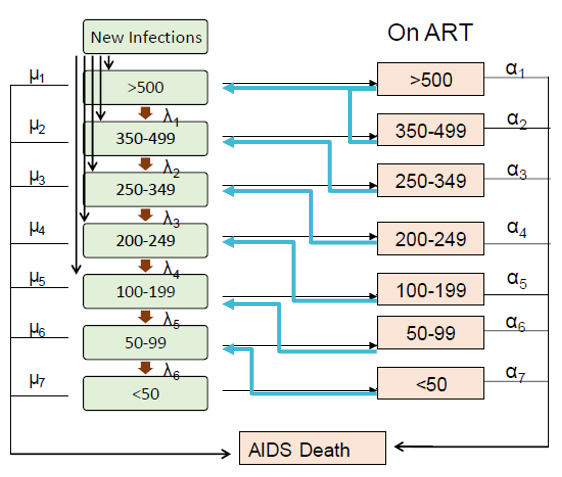 New Infections
On ART
μ1
>500
>500
α1
λ1
μ2
350-499
350-499
α2
λ2
μ3
250-349
250-349
α3
λ3
μ4
200-249
200-249
α4
λ4
μ5
100-199
100-199
α5
λ5
μ6
50-99
50-99
α6
λ6
μ7
<50
<50
α7
AIDS Death